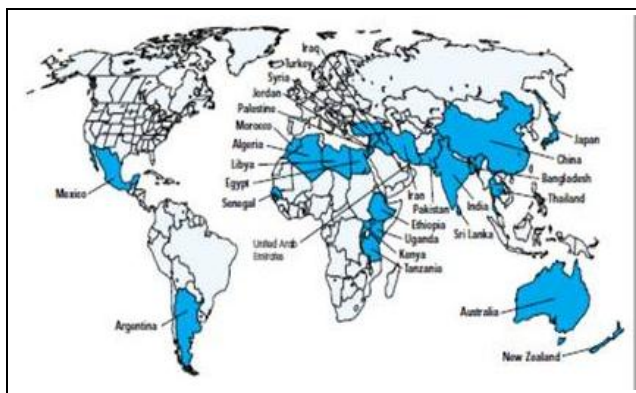 Iraq
Turkey
Syria
Jordan
Palestine
Morocco
Algeria
Libya
Egypt
Senegal
United Arab
Emirates
Mexico
Argentina
Iran
Pakistan
Ethiopia
Uganda
Kenya
Tanzania
India
Sri Lanka
Japan
China
Bangladesh
Thailand
Australia
New Zealand